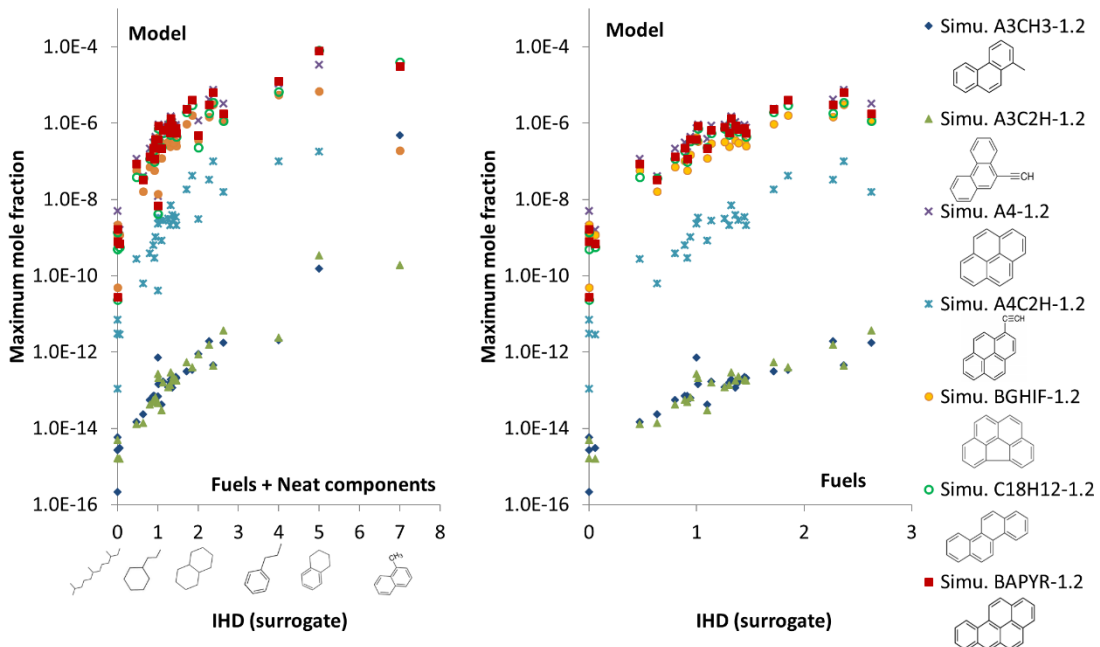 Model
Maximum mole fraction
1.0E-4
1.0E-6
1.0E-8
1.0E-10
1.0E-12
1.0E-14
1.0E-16
Fuels + Neat components
0 1 2 3 4 5 6 7 8
CH₃
IHD (surrogate)
Model
Maximum mole fraction
1.0E-4
1.0E-6
1.0E-8
1.0E-10
1.0E-12
1.0E-14
1.0E-16
Fuels
0 1 2 3
IHD (surrogate)
Simu. A3CH3-1.2
Simu. A3C2H-1.2
≡CH
Simu. A4-1.2
Simu. A4C2H-1.2
C≡CH
Simu. BGHIF-1.2
Simu. C18H12-1.2
Simu. BAPYR-1.2